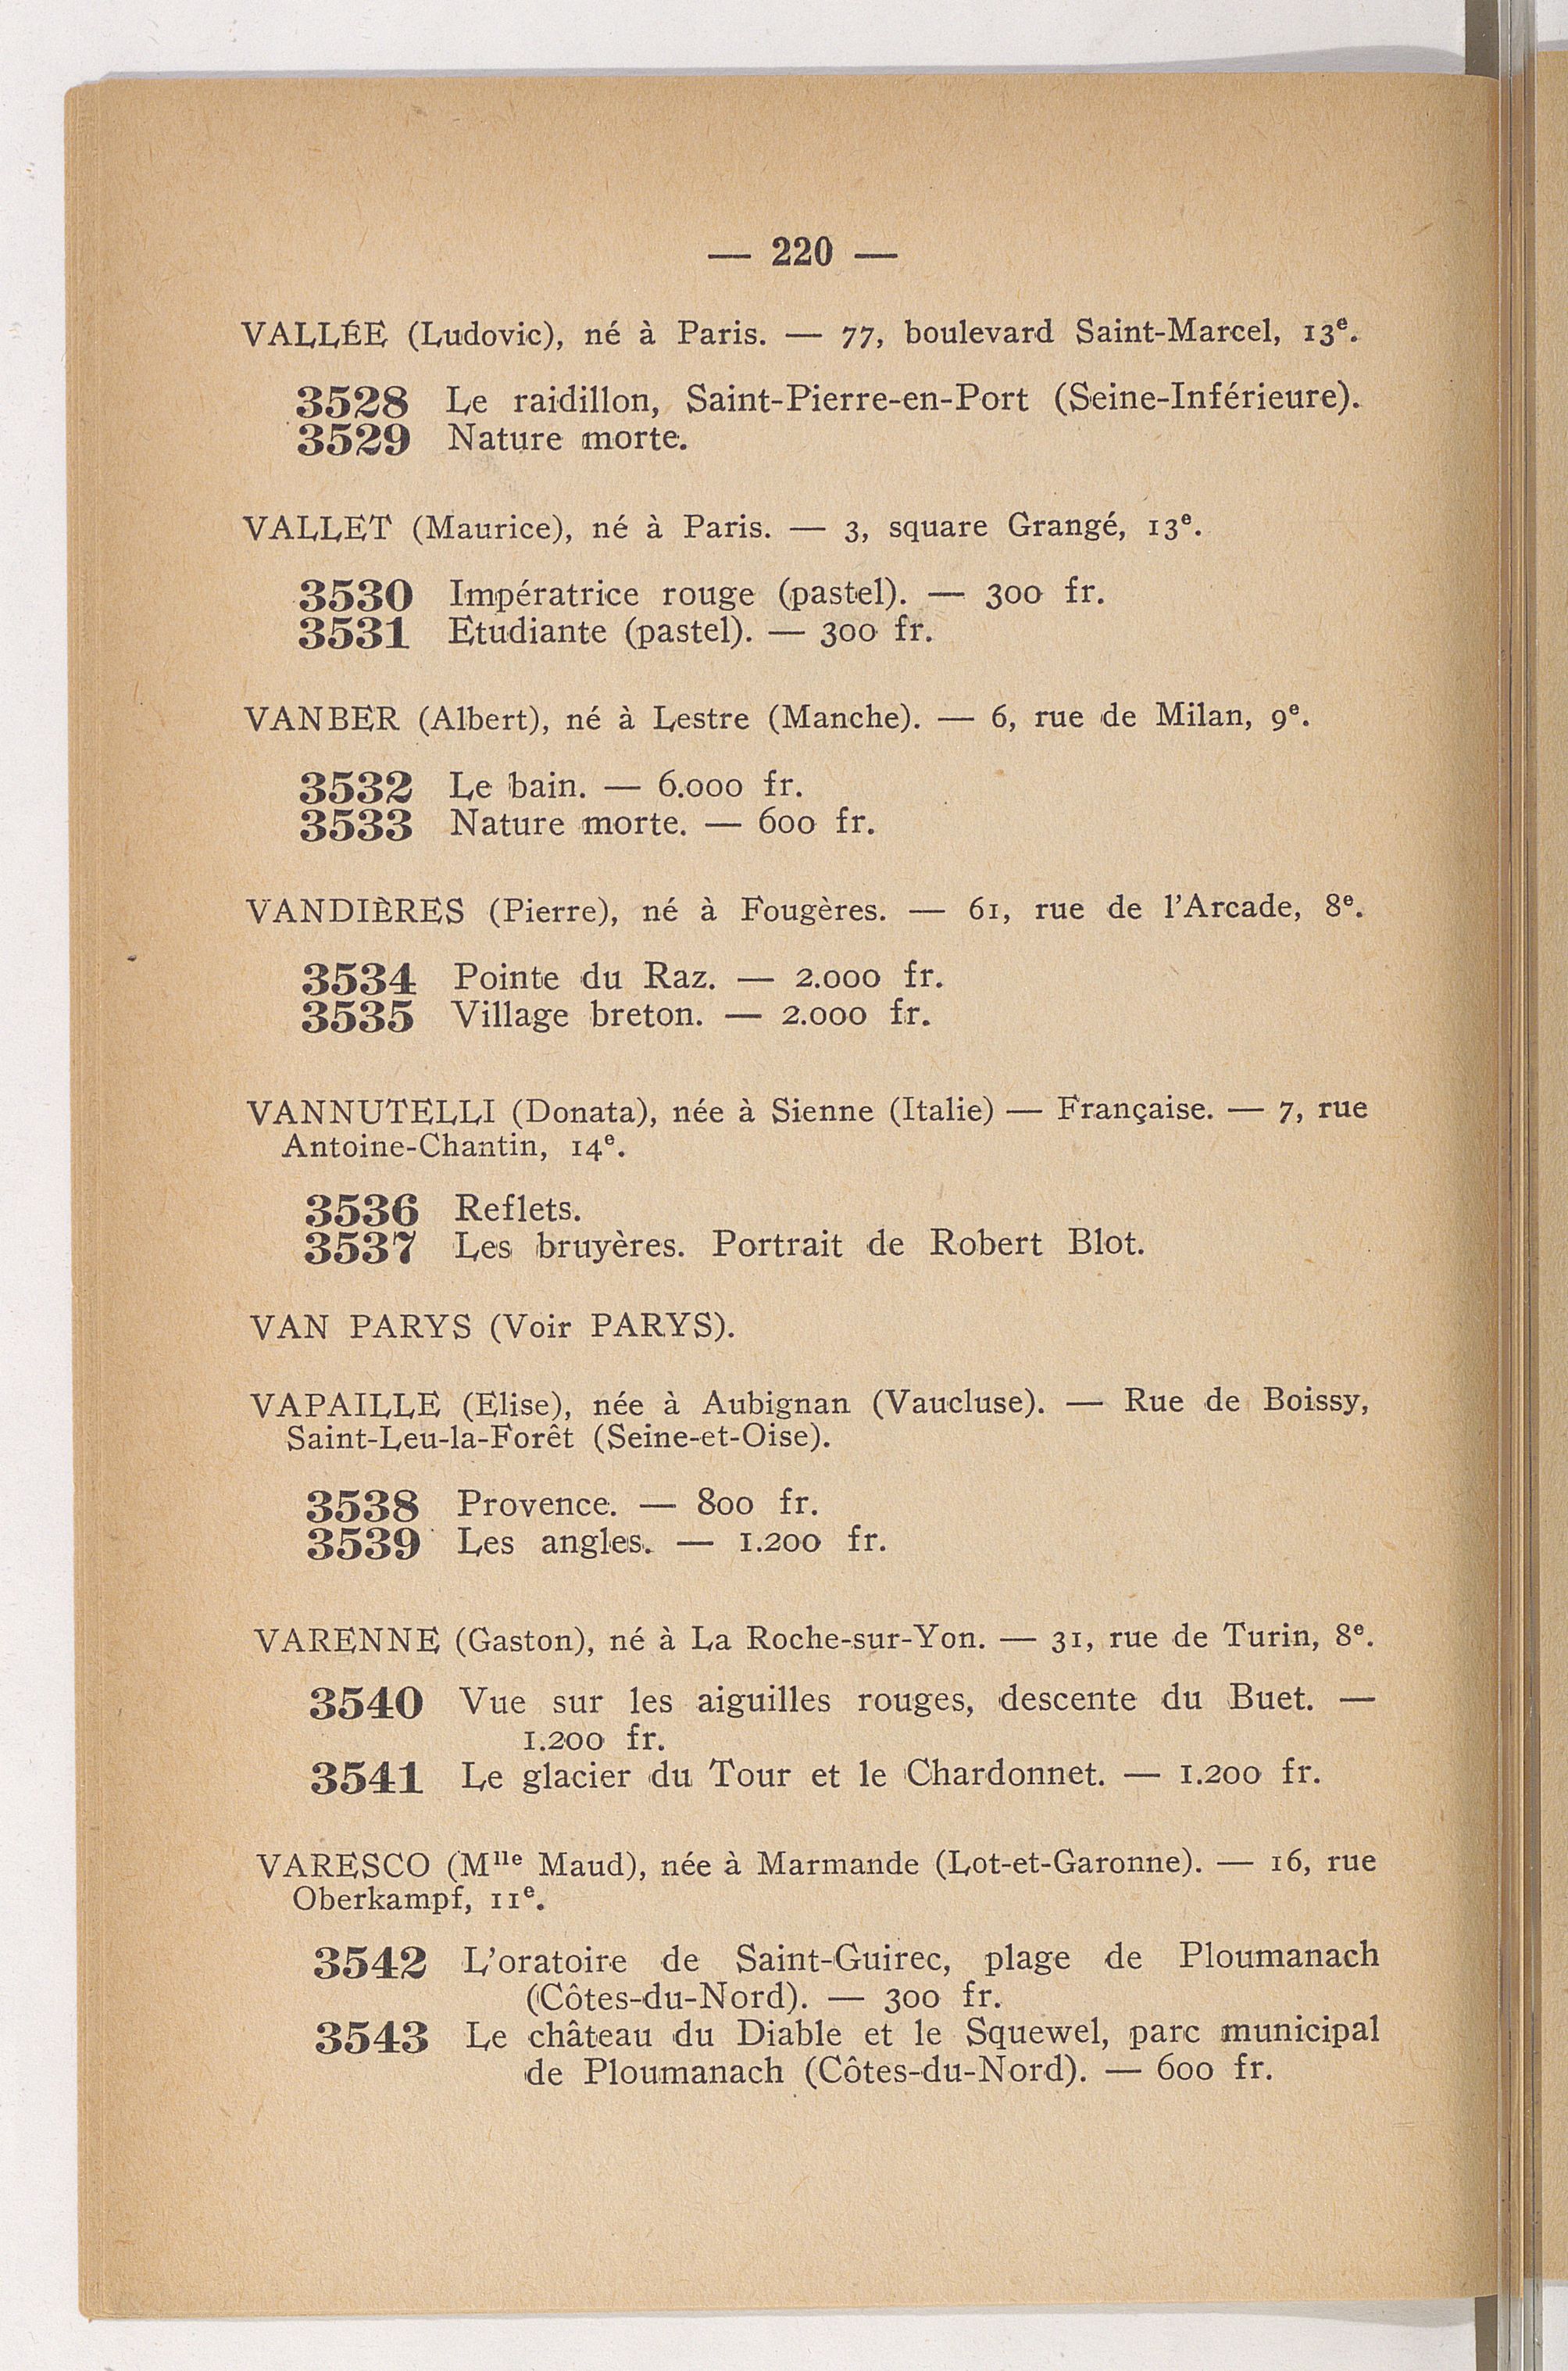 — 220 —
VALLÉE (Ludovic), né à Paris. — 77, boulevard Saint-Marcel, 13e.
3528 Le raidillon, Saint-Pierre-en-Port (Seine-Inférieure).
3529 Nature morte.
VALLET (Maurice), né à Paris. — 3, square Grangé, 13e.
3530 Impératrice rouge (pastel). — 300 fr.
3531 Etudiante (pastel). — 300 fr.
VANBER (Albert), né à Lestre (Manche). — 6, rue de Milan, 9e.
3532 Le bain. — 6.000 fr.
3533 Nature morte. — 600 fr.
VANDIÈRES (Pierre), né à Fougères. — 61, rue de l'Arcade, 8e.
3534 Pointe du Raz. — 2.000 fr.
3535 Village breton. — 2.000 fr.
VANNUTELLI (Donata), née à Sienne (Italie) — Française. — 7, rue
Antoine-Chantin, 14e.
3536 Reflets.
3537 Les bruyères. Portrait de Robert Blot.
VAN PARYS (Voir PARYS).
VAPAILLE (Elise), née à Aubignan (Vaucluse). — Rue de Boissy,
Saint-Leu-la-Forêt (Seine-et-Oise).
3538 Provence. — 800 fr.
3539 Les angles. — 1.200 fr.
VARENNE (Gaston), né à La Roche-sur-Yon. — 31, rue de Turin, 8e.
3540 Vue sur les aiguilles rouges, descente du Buet. —
1.200 fr.
3541 Le glacier du Tour et le Chardonnet. — 1.200 fr.
VARESCO (Mlle Maud), née à Marmande (Lot-et-Garonne). — 16, rue
Oberkampf, 11e.
3542 L'oratoire de Saint-Guirec, plage de Ploumanach
(Côtes-du-Nord). — 300 fr.
3543 Le château du Diable et le Squewel, parc municipal
de Ploumanach (Côtes-du-Nord). — 600 fr.